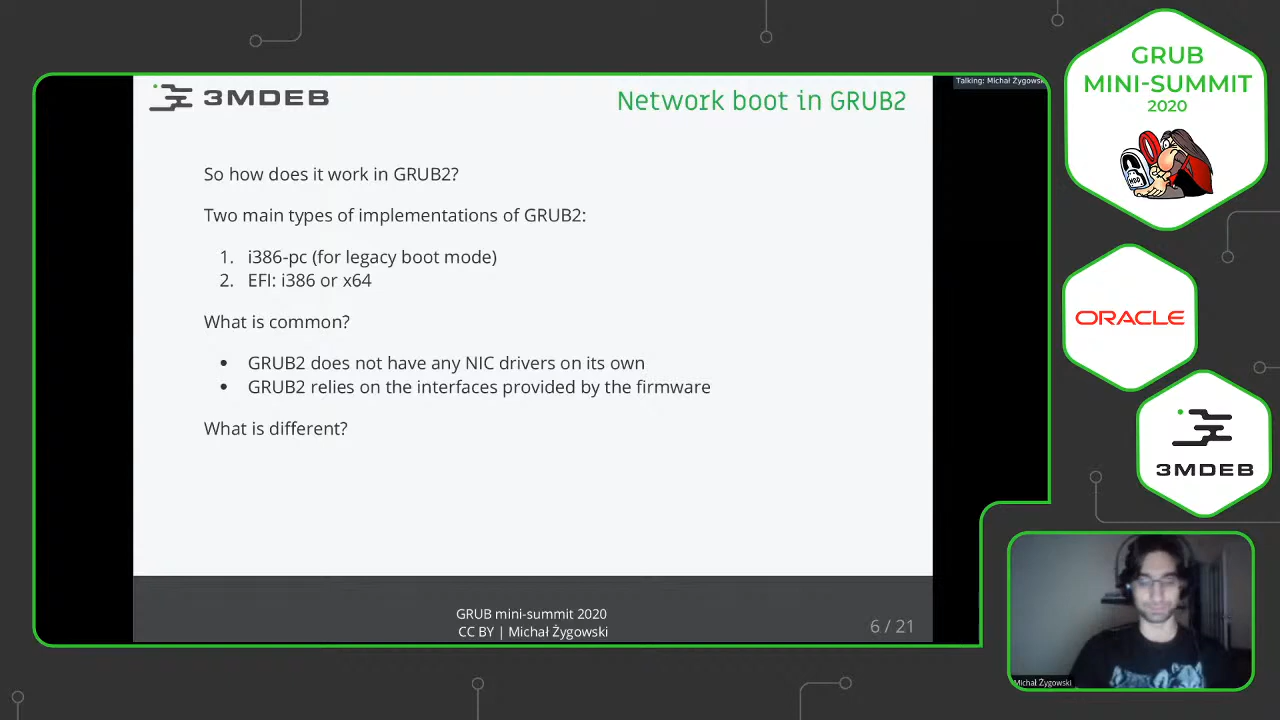 3MDEB
Network boot in GRUB2
Talking: Michał Żygowsk
So how does it work in GRUB2?
Two main types of implementations of GRUB2:
1. i386-pc (for legacy boot mode)
2. EFI: i386 or x64
What is common?
• GRUB2 does not have any NIC drivers on its own
• GRUB2 relies on the interfaces provided by the firmware
What is different?
GRUB mini-summit 2020
CC BY | Michał Żygowski
6 / 21
GRUB
MINI-SUMMIT
2020
ORACLE
3MDEB
Michał Żygowski